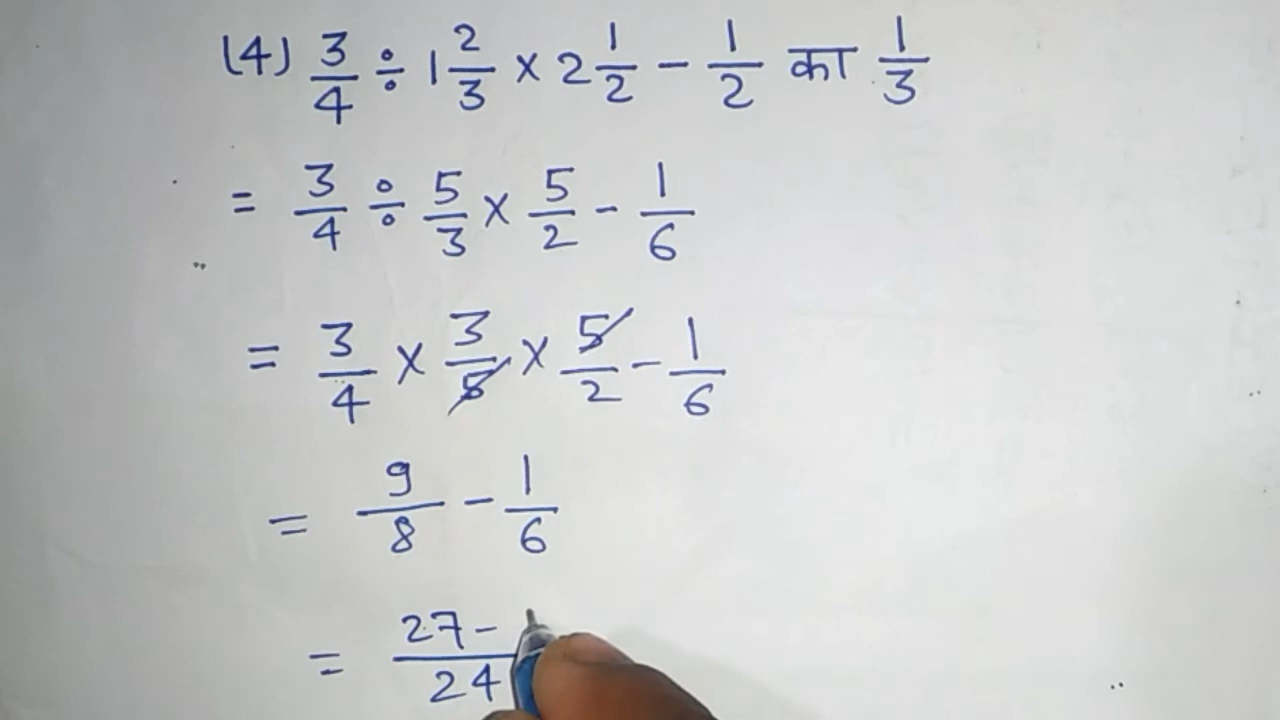 (4) 3/4 ÷ 1 2/3 × 2 1/2 - 1/2 का 1/3
= 3/4 ÷ 5/3 × 5/2 - 1/6
= 3/4 × 3/5 × 5/2 - 1/6
= 9/8 - 1/6
= 27 - / 24